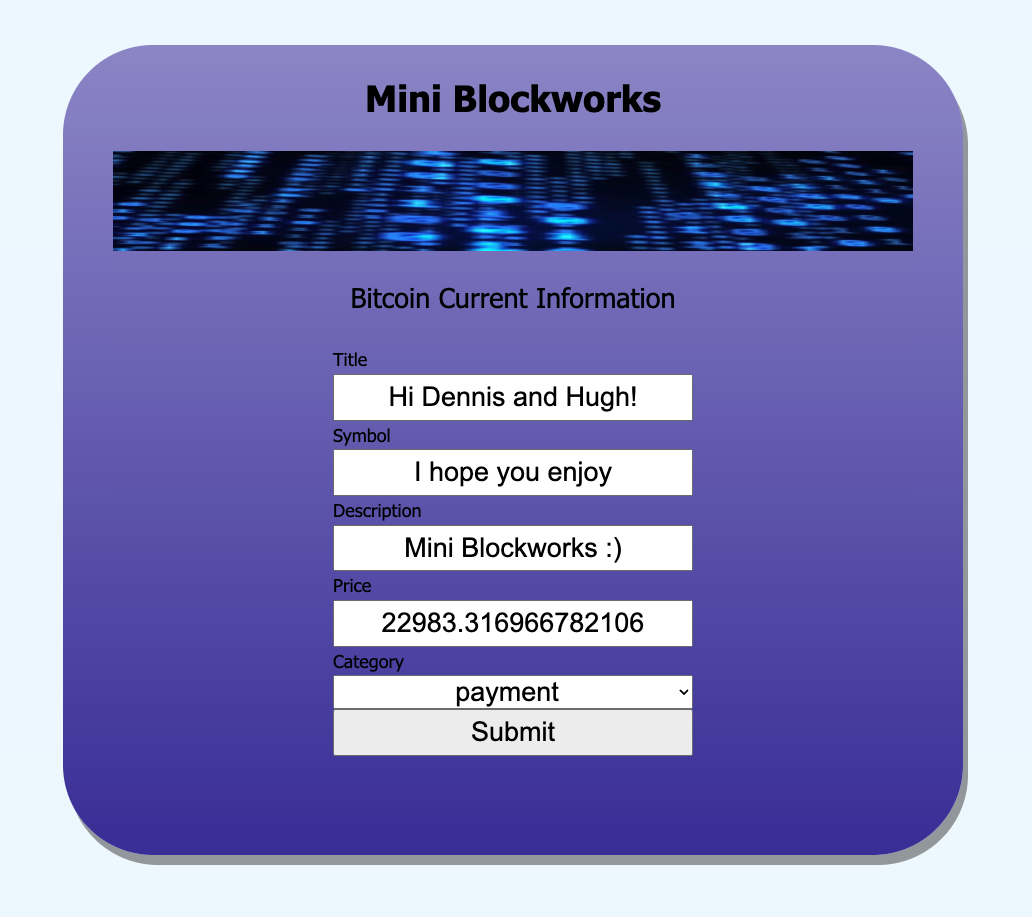 Mini Blockworks
Bitcoin Current Information
Title
Hi Dennis and Hugh!
Symbol
I hope you enjoy
Description
Mini Blockworks :)
Price
22983.316966782106
Category
payment
Submit